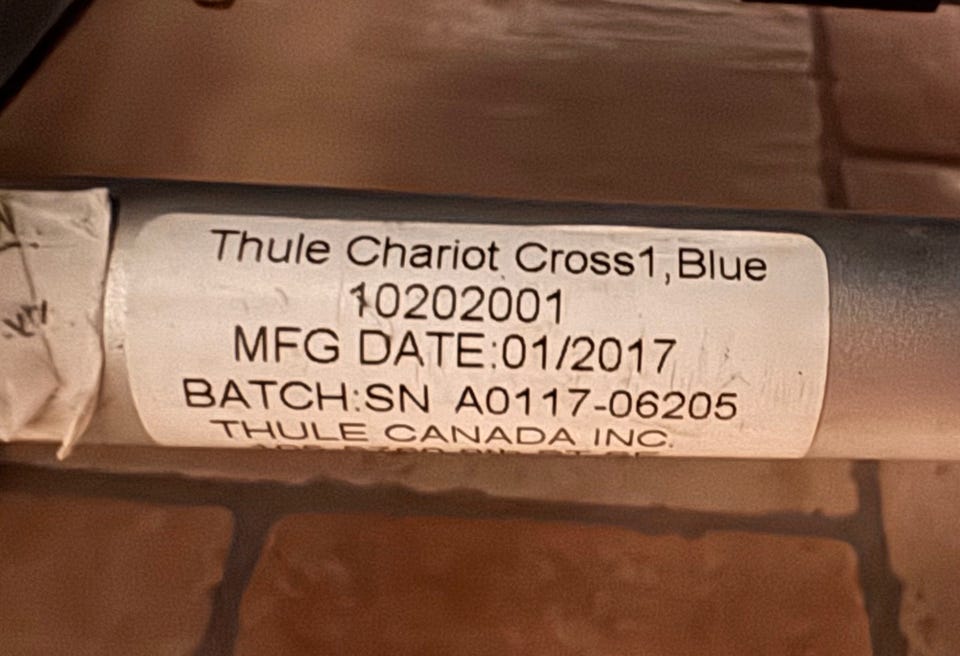 Thule Chariot Cross1,Blue
10202001
MFG DATE:01/2017
BATCH:SN A0117-06205
THULE CANADA INC.